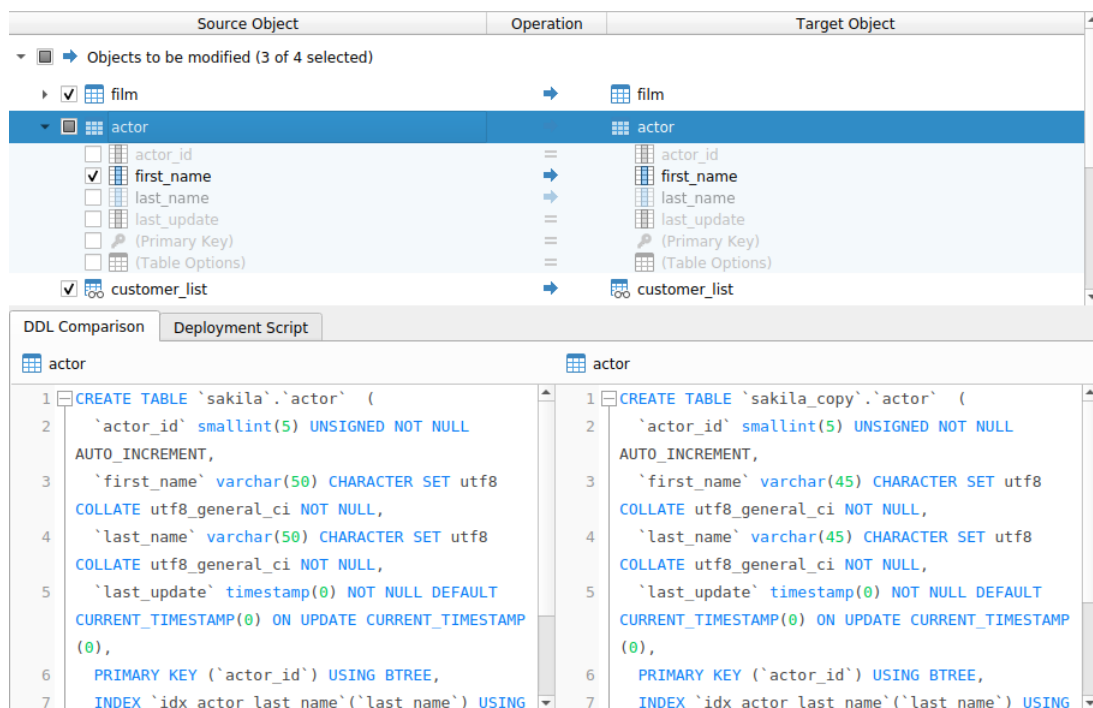 Source Object Operation Target Object
Objects to be modified (3 of 4 selected)
film film
actor actor
actor_id = actor_id
first_name first_name
last_name last_name
last_update = last_update
(Primary Key) = (Primary Key)
(Table Options) = (Table Options)
customer_list customer_list
DDL Comparison Deployment Script
actor
1 CREATE TABLE `sakila`.`actor`  (
2 `actor_id` smallint(5) UNSIGNED NOT NULL
AUTO_INCREMENT,
3 `first_name` varchar(50) CHARACTER SET utf8
COLLATE utf8_general_ci NOT NULL,
4 `last_name` varchar(50) CHARACTER SET utf8
COLLATE utf8_general_ci NOT NULL,
5 `last_update` timestamp(0) NOT NULL DEFAULT
CURRENT_TIMESTAMP(0) ON UPDATE CURRENT_TIMESTAMP
(0),
6 PRIMARY KEY (`actor_id`) USING BTREE,
7 INDEX `idx_actor_last_name`(`last_name`) USING
actor
1 CREATE TABLE `sakila_copy`.`actor`  (
2 `actor_id` smallint(5) UNSIGNED NOT NULL
AUTO_INCREMENT,
3 `first_name` varchar(45) CHARACTER SET utf8
COLLATE utf8_general_ci NOT NULL,
4 `last_name` varchar(45) CHARACTER SET utf8
COLLATE utf8_general_ci NOT NULL,
5 `last_update` timestamp(0) NOT NULL DEFAULT
CURRENT_TIMESTAMP(0) ON UPDATE CURRENT_TIMESTAMP
(0),
6 PRIMARY KEY (`actor_id`) USING BTREE,
7 INDEX `idx_actor_last_name`(`last_name`) USING